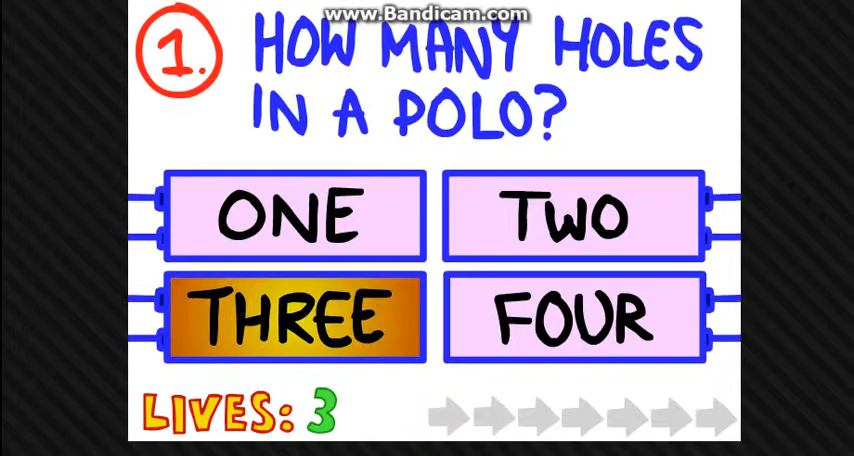 www.Bandicam.com
1. HOW MANY HOLES
IN A POLO?
ONE
TWO
THREE
FOUR
LIVES: 3